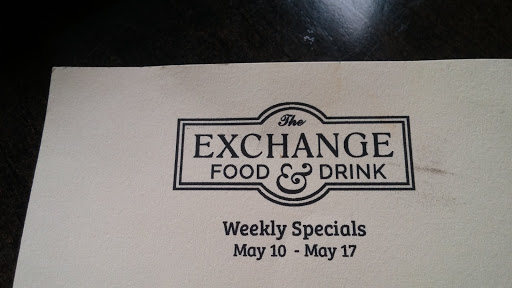 The
EXCHANGE
FOOD & DRINK
Weekly Specials
May 10 - May 17